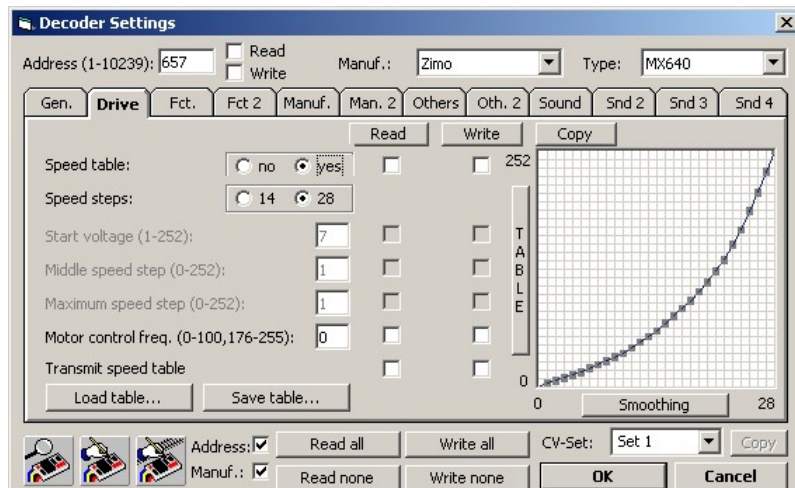 Decoder Settings
Address (1-10239): 657 Read Write Manuf.: Zimo Type: MX640
Gen. Drive Fct. Fct 2 Manuf. Man. 2 Others Oth. 2 Sound Snd 2 Snd 3 Snd 4
Read Write Copy
Speed table: no yes 252
Speed steps: 14 28
Start voltage (1-252): 7
Middle speed step (0-252): 1
Maximum speed step (0-252): 1
TABLE
Motor control freq. (0-100,176-255): 0
Transmit speed table
0
Load table... Save table... 0 Smoothing 28
Address: Read all Write all CV-Set: Set 1 Copy
Manuf.: Read none Write none OK Cancel